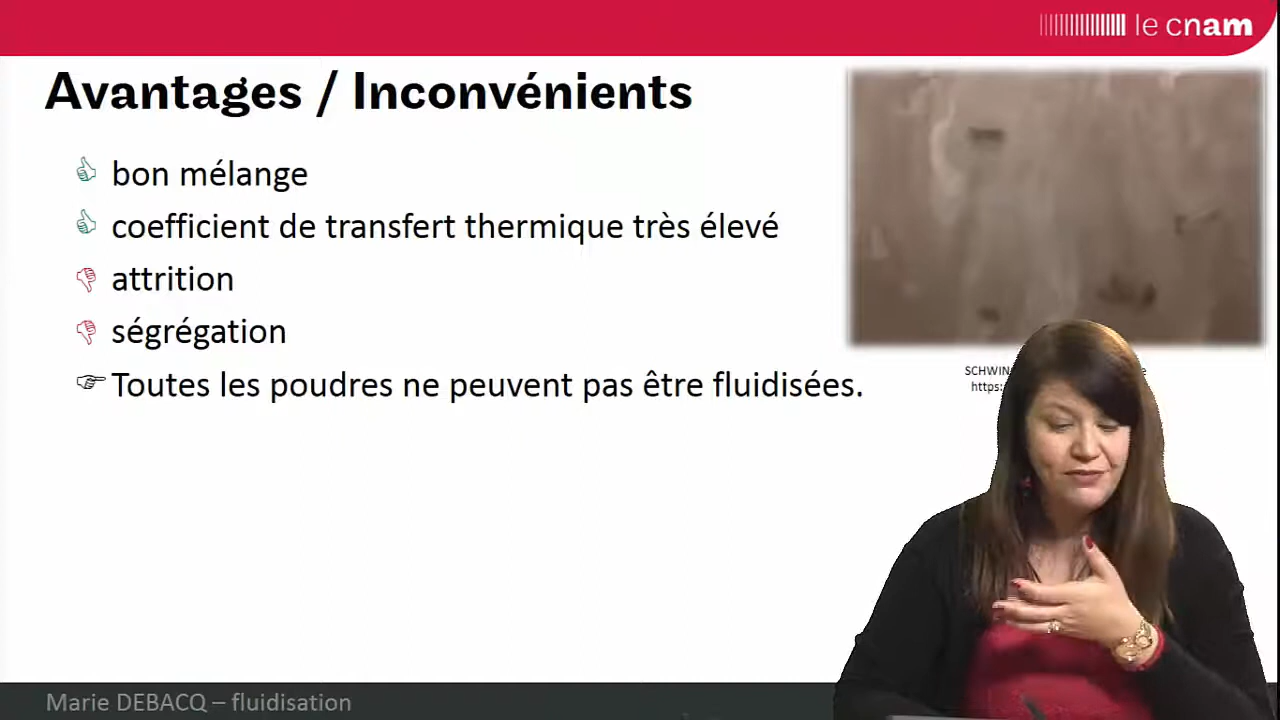 le cnam
Avantages / Inconvénients
bon mélange
coefficient de transfert thermique très élevé
attrition
ségrégation
Toutes les poudres ne peuvent pas être fluidisées.
Marie DEBACQ – fluidisation